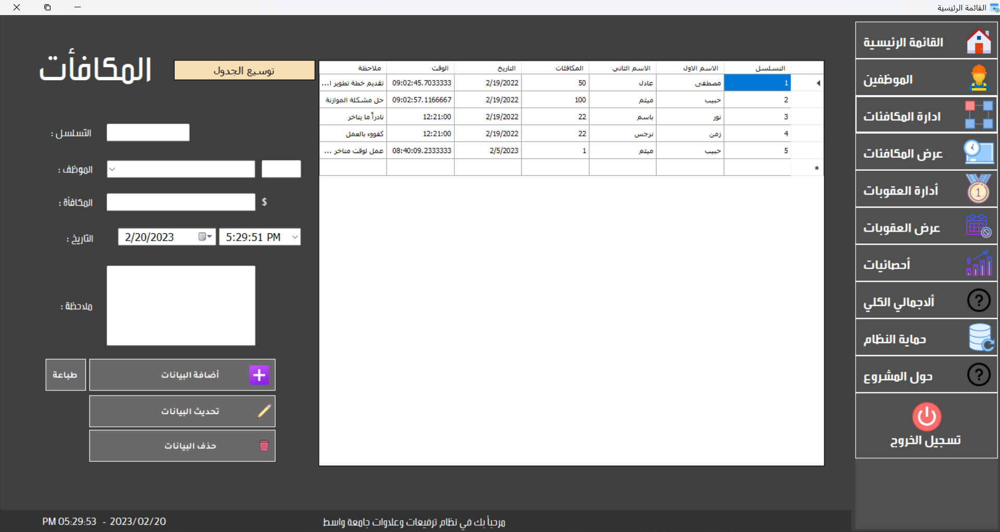 القائمة الرئيسية
القائمة الرئيسية
الموظفين
ادارة المكافئات
عرض المكافئات
أدارة العقوبات
عرض العقوبات
أحصائيات
ألاجمالي الكلي
حماية النظام
حول المشروع
تسجيل الخروج
التسلسل الاسم الاول الاسم الثاني المكافئات التاريخ الوقت ملاحظة
1 مصطفى عادل 50 2/19/2022 09:02:45.7033333 تقديم خطة تطوير ا...
2 حبيب ميثم 100 2/19/2022 09:02:57.1166667 حل مشكلة الموازنة
3 نور باسم 22 2/19/2022 12:21:00 نادراً ما يتاخر
4 زمن نرجس 22 2/19/2022 12:21:00 كفووء بالعمل
5 حبيب ميثم 1 2/5/2023 08:40:09.2333333 عمل لوقت متاخر ...
توسيع الجدول
المكافأت
التسلسل :
الموظف :
المكافأة : $
التاريخ : 2/20/2023 5:29:51 PM
ملاحظة :
أضافة البيانات
طباعة
تحديث البيانات
حذف البيانات
مرحبأ بك في نظام ترفيعات وعلاوات جامعة واسط
PM 05:29:53 - 2023/02/20